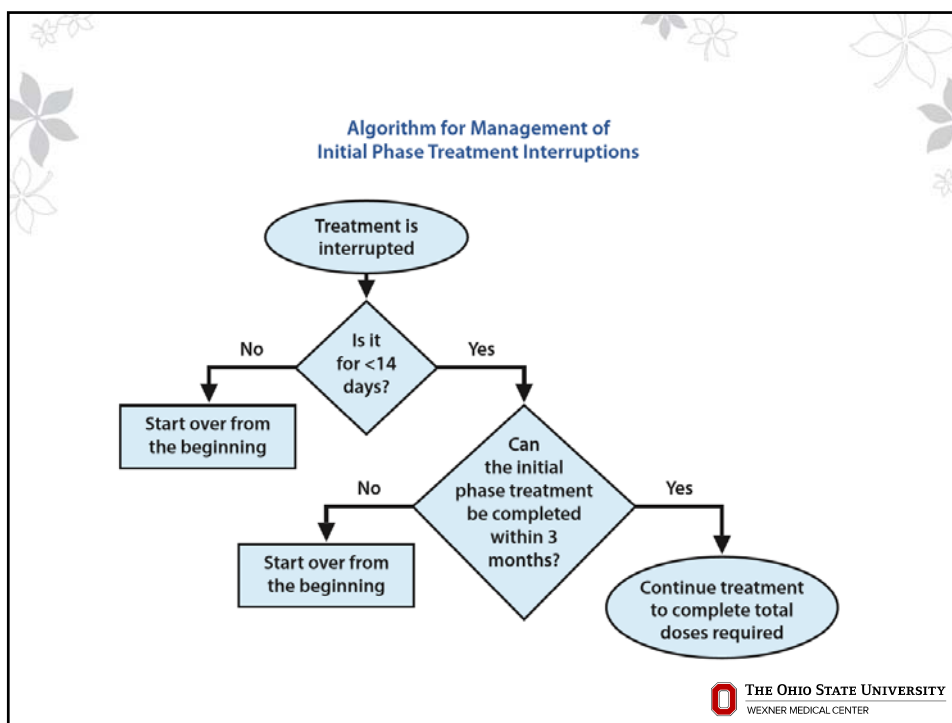 Algorithm for Management of
Initial Phase Treatment Interruptions
Treatment is
interrupted
Is it
for <14
days?
No
Yes
Start over from
the beginning
Can
the initial
phase treatment
be completed
within 3
months?
No
Yes
Start over from
the beginning
Continue treatment
to complete total
doses required
THE OHIO STATE UNIVERSITY
WEXNER MEDICAL CENTER